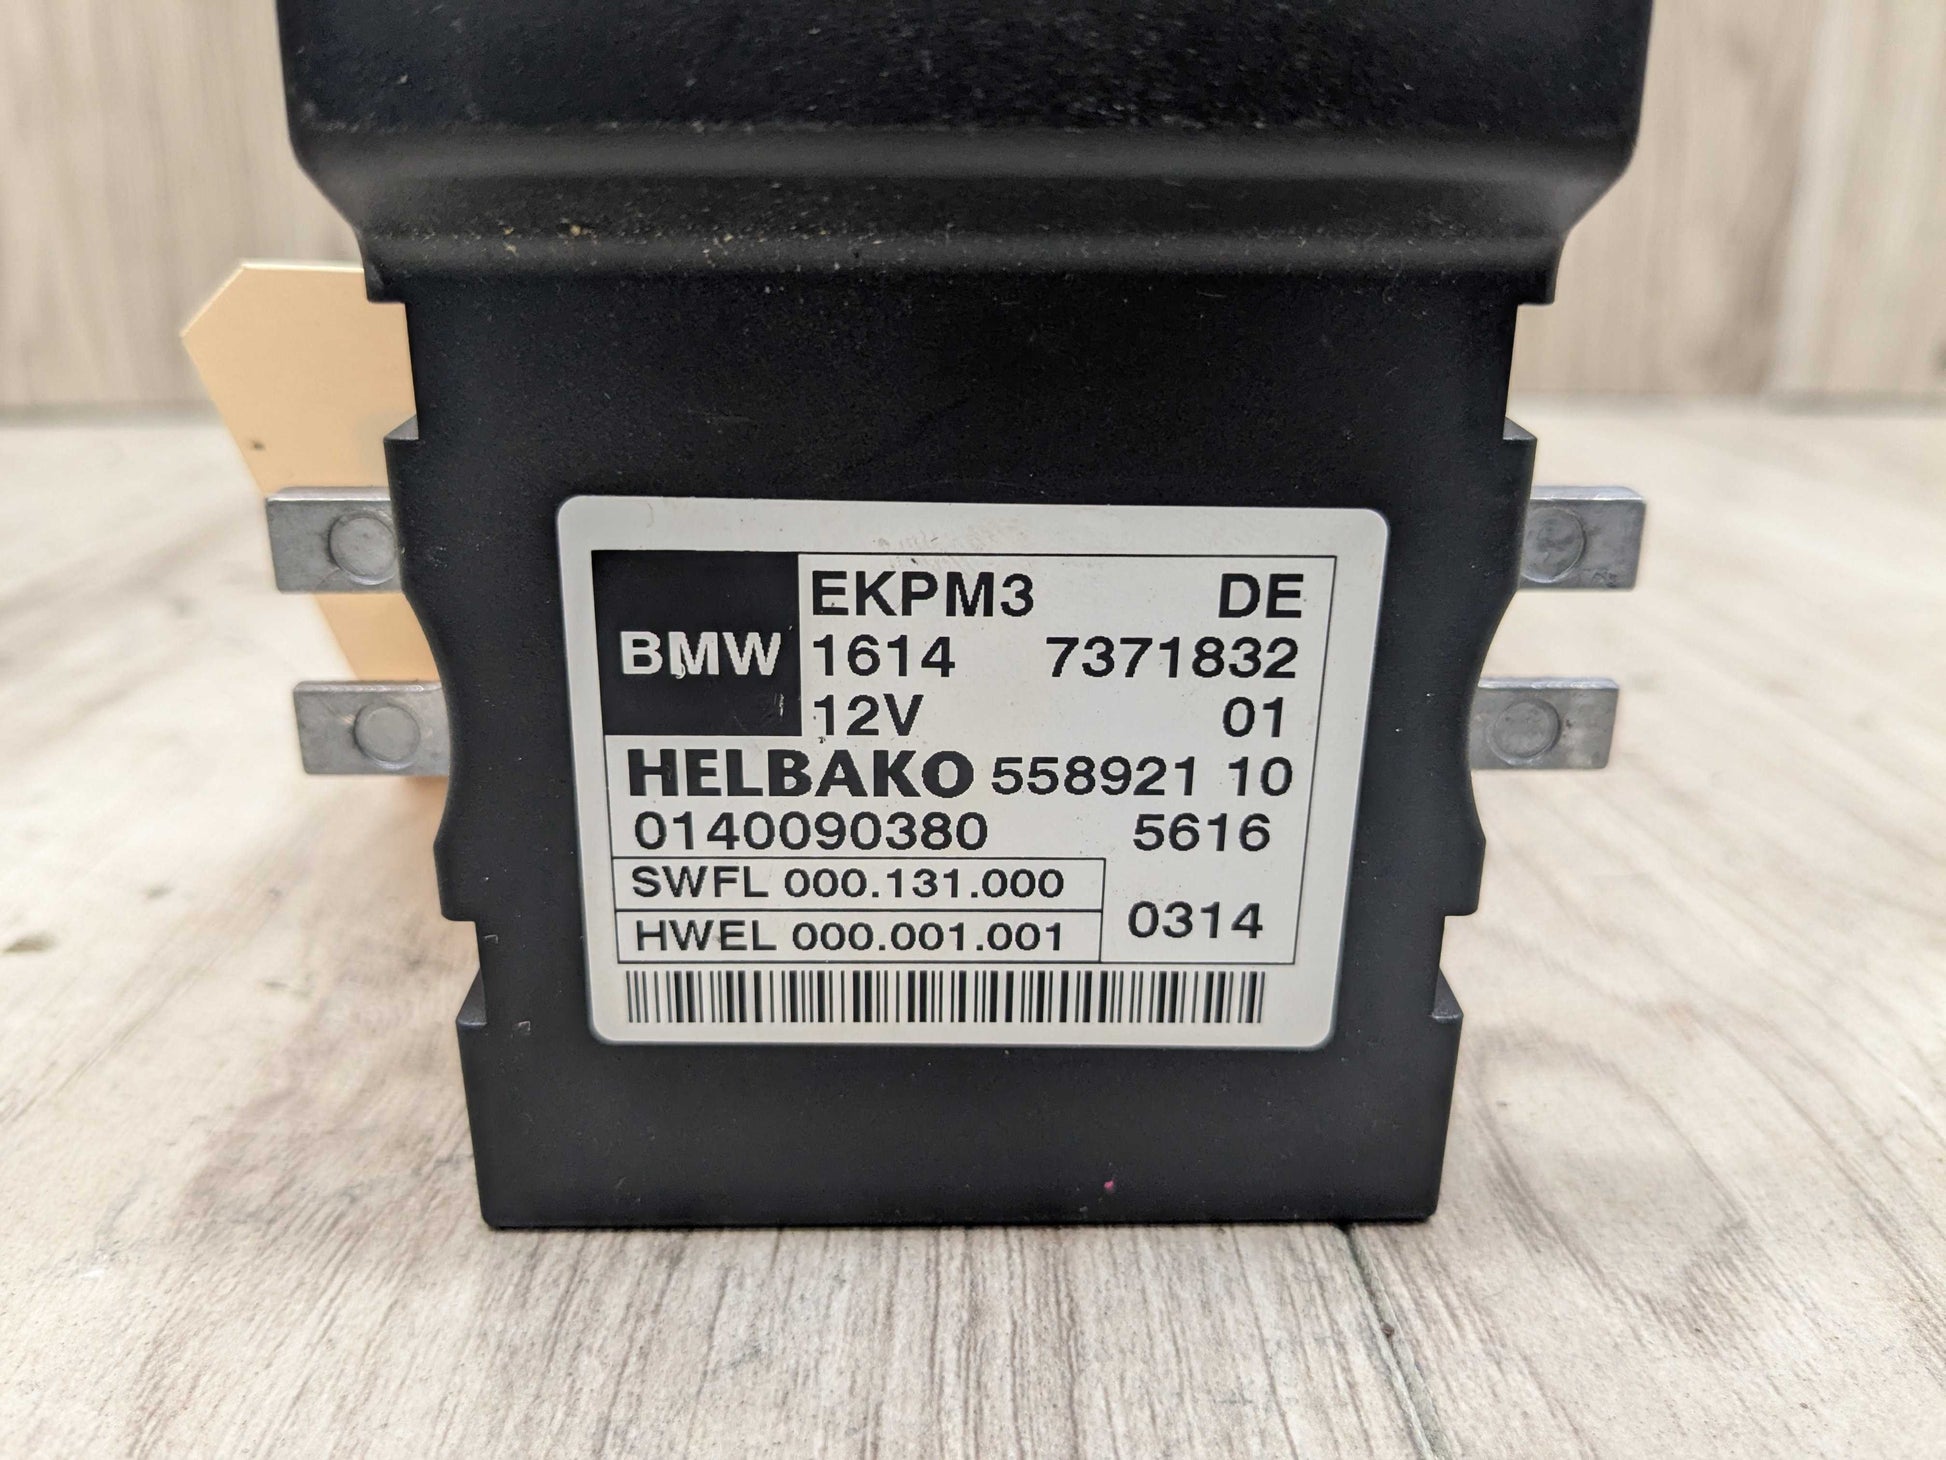 EKPM3 DE
BMW 1614 7371832
12V 01
HELBAKO 558921 10
0140090380 5616
SWFL 000.131.000
HWEL 000.001.001 0314